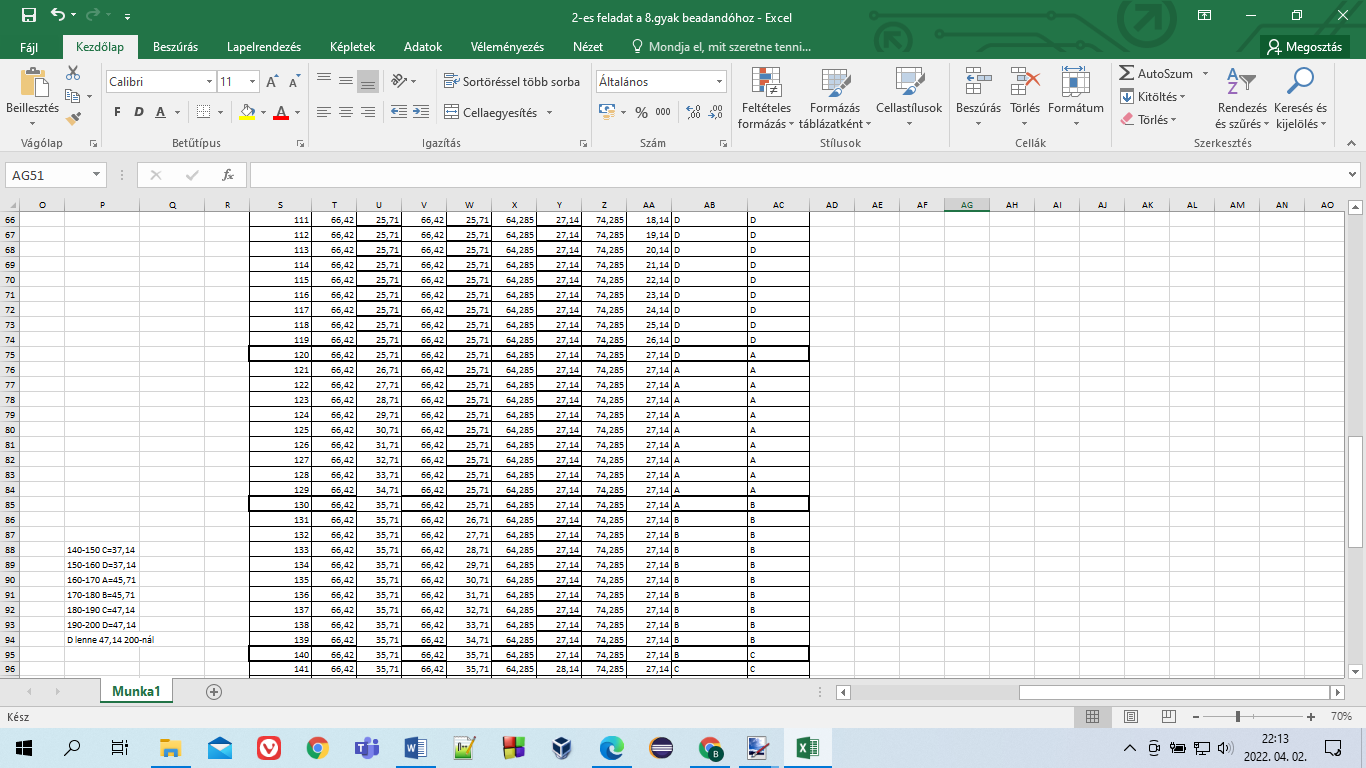 2-es feladat a 8.gyak beadandóhoz - Excel
Fájl Kezdőlap Beszúrás Lapelrendezés Képletek Adatok Véleményezés Nézet Mondja el, mit szeretne tenni... Megosztás
Calibri 11 Sortöréssel több sorba Általános AutoSzum
Beillesztés F D A A Cellaegyesítés % 000 Feltételes formázás Formázás táblázatként Cellastílusok Beszúrás Törlés Formátum Kitöltés Törlés Rendezés és szűrés Keresés és kijelölés
Vágólap Betűtípus Igazítás Szám Stílusok Cellák Szerkesztés
AG51 fx
O P Q R S T U V W X Y Z AA AB AC AD AE AF AG AH AI AJ AK AL AM AN AO
66 111 66,42 25,71 66,42 25,71 64,285 27,14 74,285 18,14 D D
67 112 66,42 25,71 66,42 25,71 64,285 27,14 74,285 19,14 D D
68 113 66,42 25,71 66,42 25,71 64,285 27,14 74,285 20,14 D D
69 114 66,42 25,71 66,42 25,71 64,285 27,14 74,285 21,14 D D
70 115 66,42 25,71 66,42 25,71 64,285 27,14 74,285 22,14 D D
71 116 66,42 25,71 66,42 25,71 64,285 27,14 74,285 23,14 D D
72 117 66,42 25,71 66,42 25,71 64,285 27,14 74,285 24,14 D D
73 118 66,42 25,71 66,42 25,71 64,285 27,14 74,285 25,14 D D
74 119 66,42 25,71 66,42 25,71 64,285 27,14 74,285 26,14 D D
75 120 66,42 25,71 66,42 25,71 64,285 27,14 74,285 27,14 D A
76 121 66,42 26,71 66,42 25,71 64,285 27,14 74,285 27,14 A A
77 122 66,42 27,71 66,42 25,71 64,285 27,14 74,285 27,14 A A
78 123 66,42 28,71 66,42 25,71 64,285 27,14 74,285 27,14 A A
79 124 66,42 29,71 66,42 25,71 64,285 27,14 74,285 27,14 A A
80 125 66,42 30,71 66,42 25,71 64,285 27,14 74,285 27,14 A A
81 126 66,42 31,71 66,42 25,71 64,285 27,14 74,285 27,14 A A
82 127 66,42 32,71 66,42 25,71 64,285 27,14 74,285 27,14 A A
83 128 66,42 33,71 66,42 25,71 64,285 27,14 74,285 27,14 A A
84 129 66,42 34,71 66,42 25,71 64,285 27,14 74,285 27,14 A A
85 130 66,42 35,71 66,42 25,71 64,285 27,14 74,285 27,14 A B
86 131 66,42 35,71 66,42 26,71 64,285 27,14 74,285 27,14 B B
87 132 66,42 35,71 66,42 27,71 64,285 27,14 74,285 27,14 B B
88 140-150 C=37,14 133 66,42 35,71 66,42 28,71 64,285 27,14 74,285 27,14 B B
89 150-160 D=37,14 134 66,42 35,71 66,42 29,71 64,285 27,14 74,285 27,14 B B
90 160-170 A=45,71 135 66,42 35,71 66,42 30,71 64,285 27,14 74,285 27,14 B B
91 170-180 B=45,71 136 66,42 35,71 66,42 31,71 64,285 27,14 74,285 27,14 B B
92 180-190 C=47,14 137 66,42 35,71 66,42 32,71 64,285 27,14 74,285 27,14 B B
93 190-200 D=47,14 138 66,42 35,71 66,42 33,71 64,285 27,14 74,285 27,14 B B
94 D lenne 47,14 200-nál 139 66,42 35,71 66,42 34,71 64,285 27,14 74,285 27,14 B B
95 140 66,42 35,71 66,42 35,71 64,285 27,14 74,285 27,14 B C
96 141 66,42 35,71 66,42 35,71 64,285 28,14 74,285 27,14 C C
Munka1
Kész 70%
22:13
2022. 04. 02.